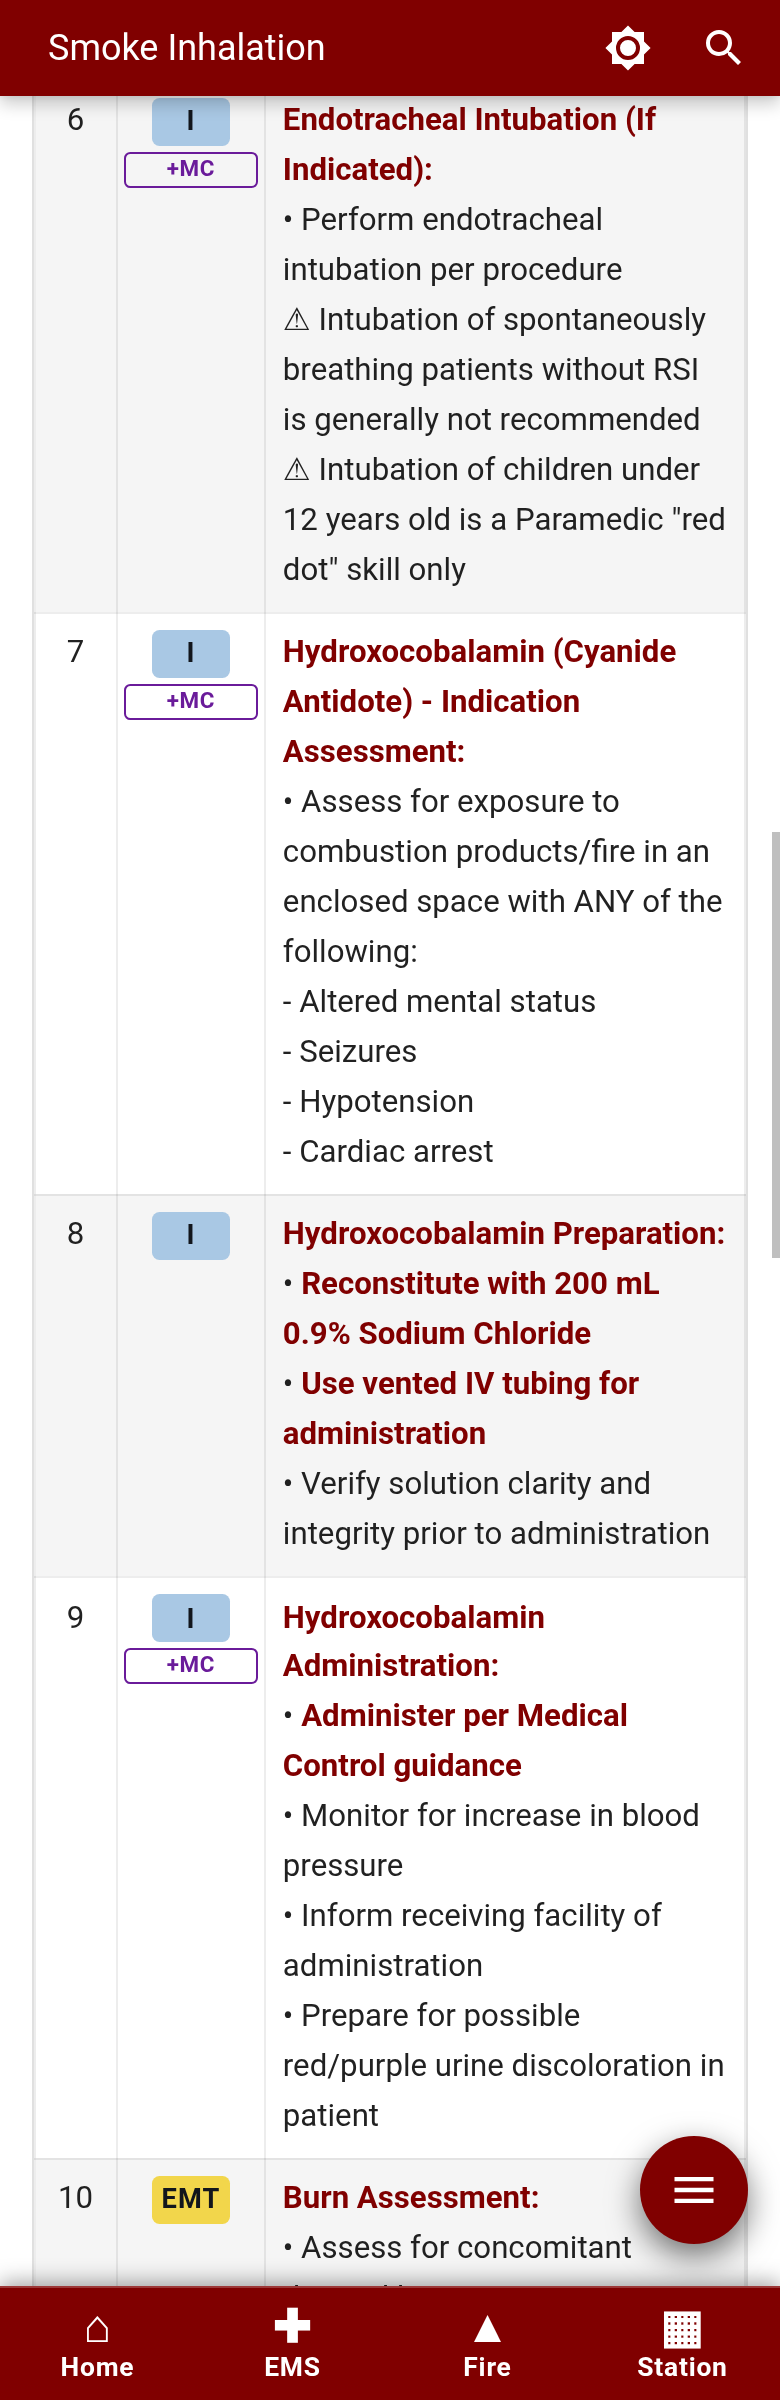 Smoke Inhalation
6
I
+MC
Endotracheal Intubation (If
Indicated):
• Perform endotracheal
intubation per procedure
⚠ Intubation of spontaneously
breathing patients without RSI
is generally not recommended
⚠ Intubation of children under
12 years old is a Paramedic "red
dot" skill only
7
I
+MC
Hydroxocobalamin (Cyanide
Antidote) - Indication
Assessment:
• Assess for exposure to
combustion products/fire in an
enclosed space with ANY of the
following:
- Altered mental status
- Seizures
- Hypotension
- Cardiac arrest
8
I
Hydroxocobalamin Preparation:
• Reconstitute with 200 mL
0.9% Sodium Chloride
• Use vented IV tubing for
administration
• Verify solution clarity and
integrity prior to administration
9
I
+MC
Hydroxocobalamin
Administration:
• Administer per Medical
Control guidance
• Monitor for increase in blood
pressure
• Inform receiving facility of
administration
• Prepare for possible
red/purple urine discoloration in
patient
10
EMT
Burn Assessment:
• Assess for concomitant
Home
EMS
Fire
Station